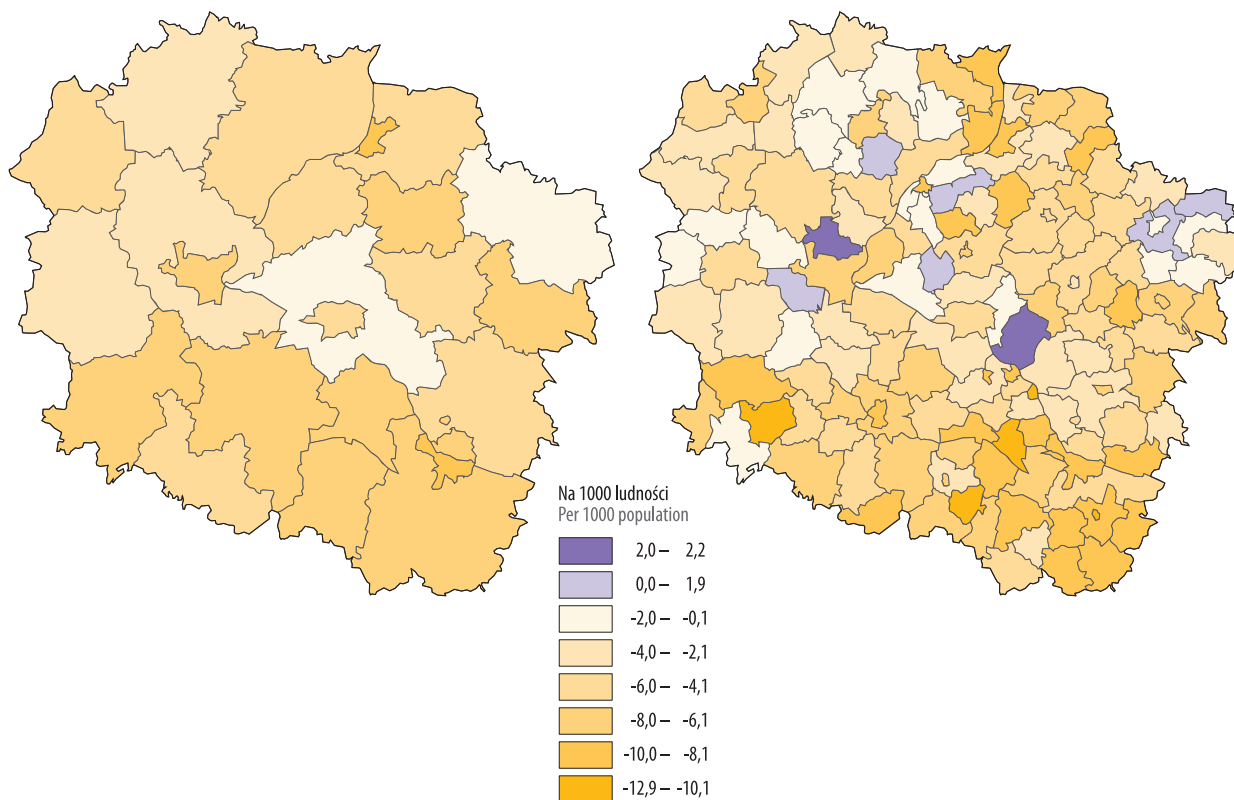 Na 1000 ludności
Per 1000 population
2,0 – 2,2
0,0 – 1,9
-2,0 – -0,1
-4,0 – -2,1
-6,0 – -4,1
-8,0 – -6,1
-10,0 – -8,1
-12,9 – -10,1